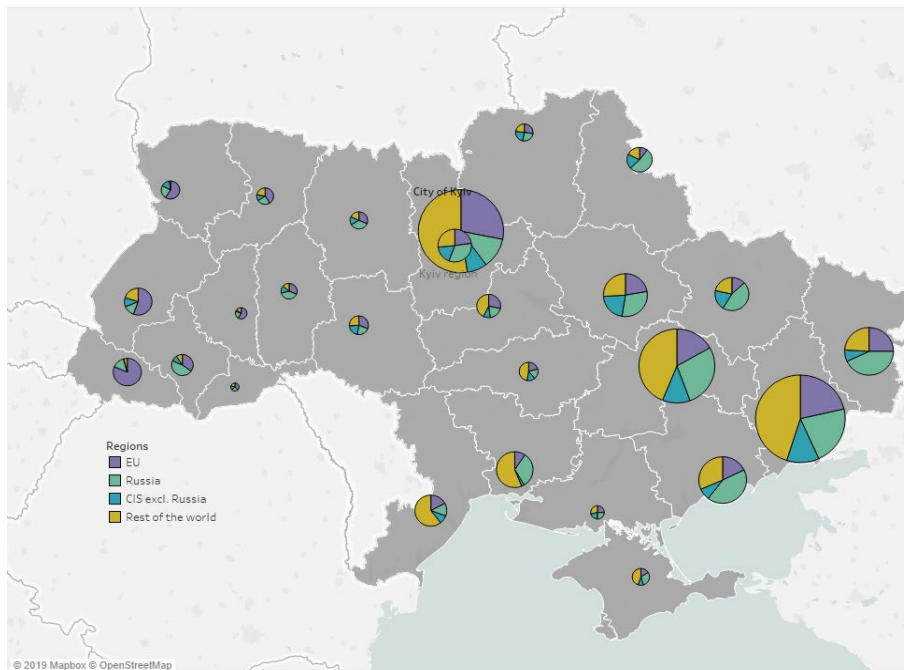 City of Kyiv
Kyiv region
Regions
EU
Russia
CIS excl. Russia
Rest of the world
© 2019 Mapbox © OpenStreetMap